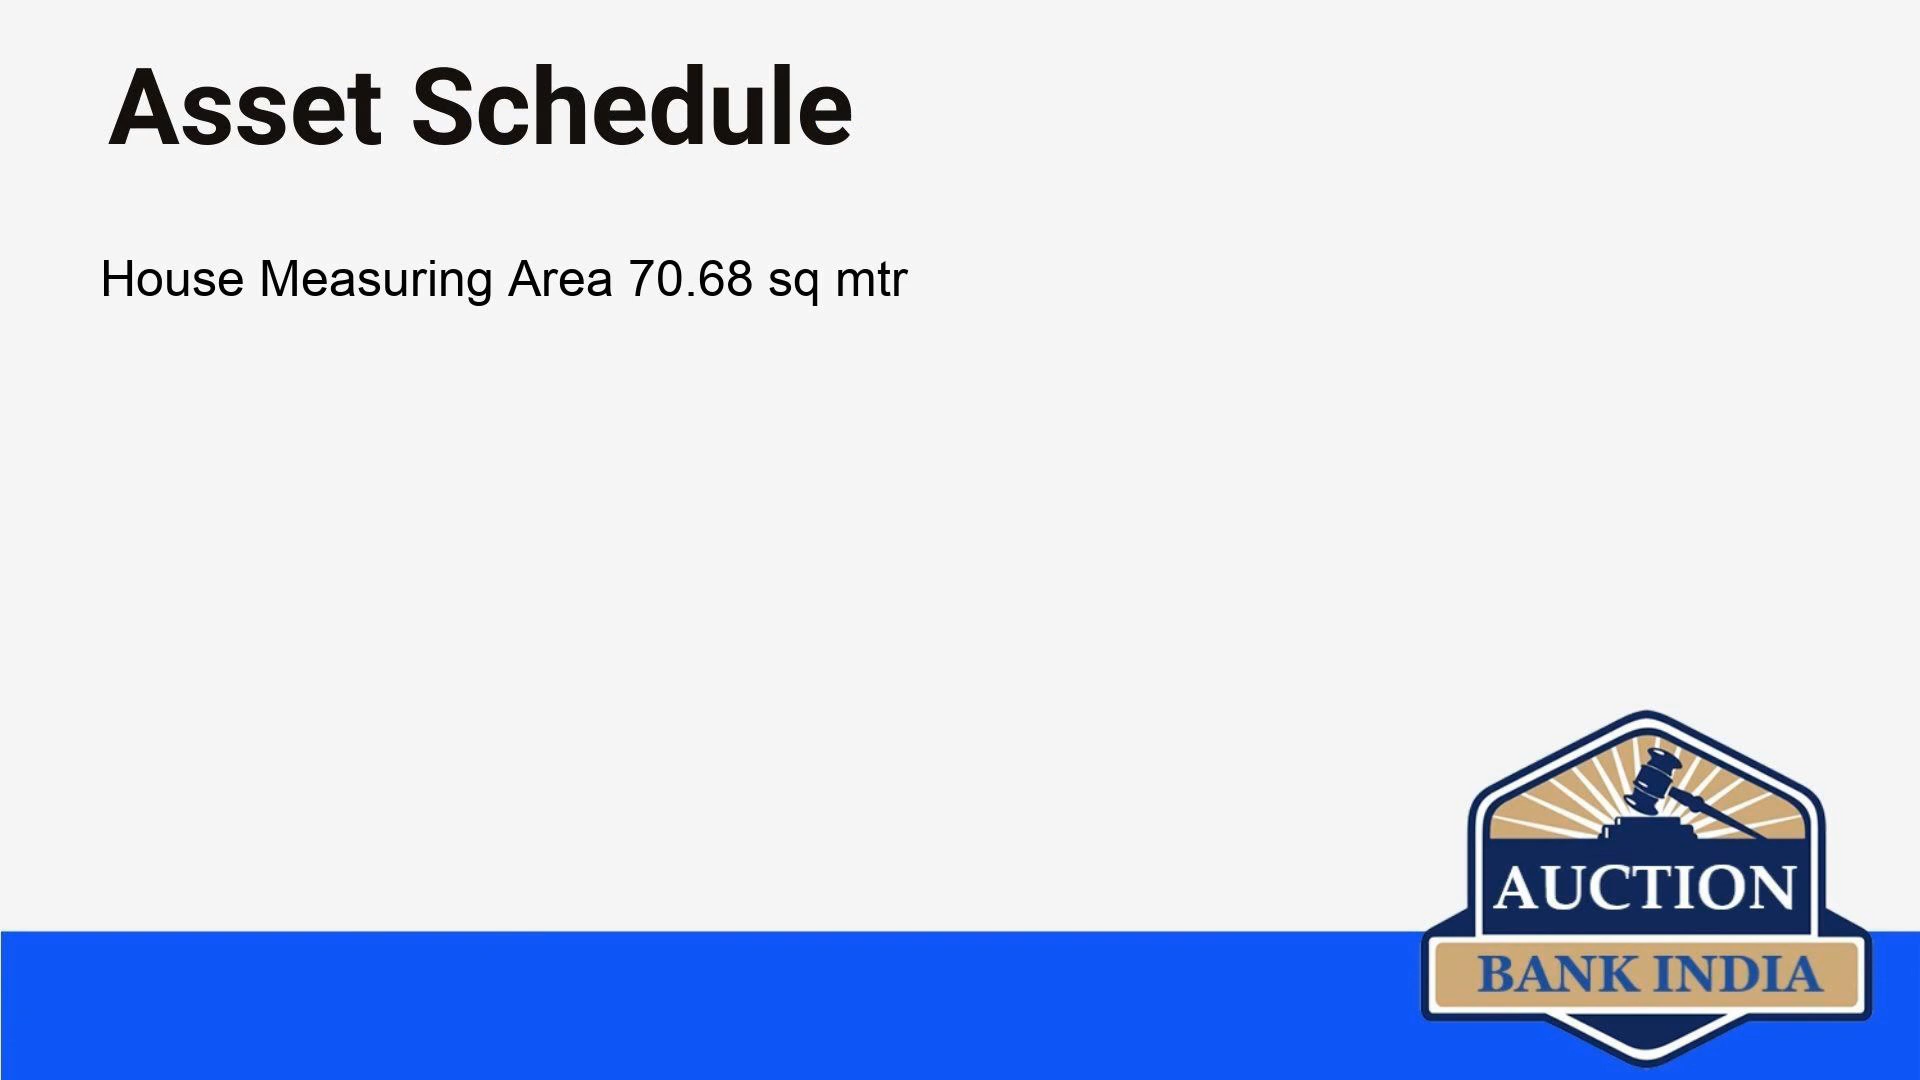 Asset Schedule
House Measuring Area 70.68 sq mtr
AUCTION
BANK INDIA